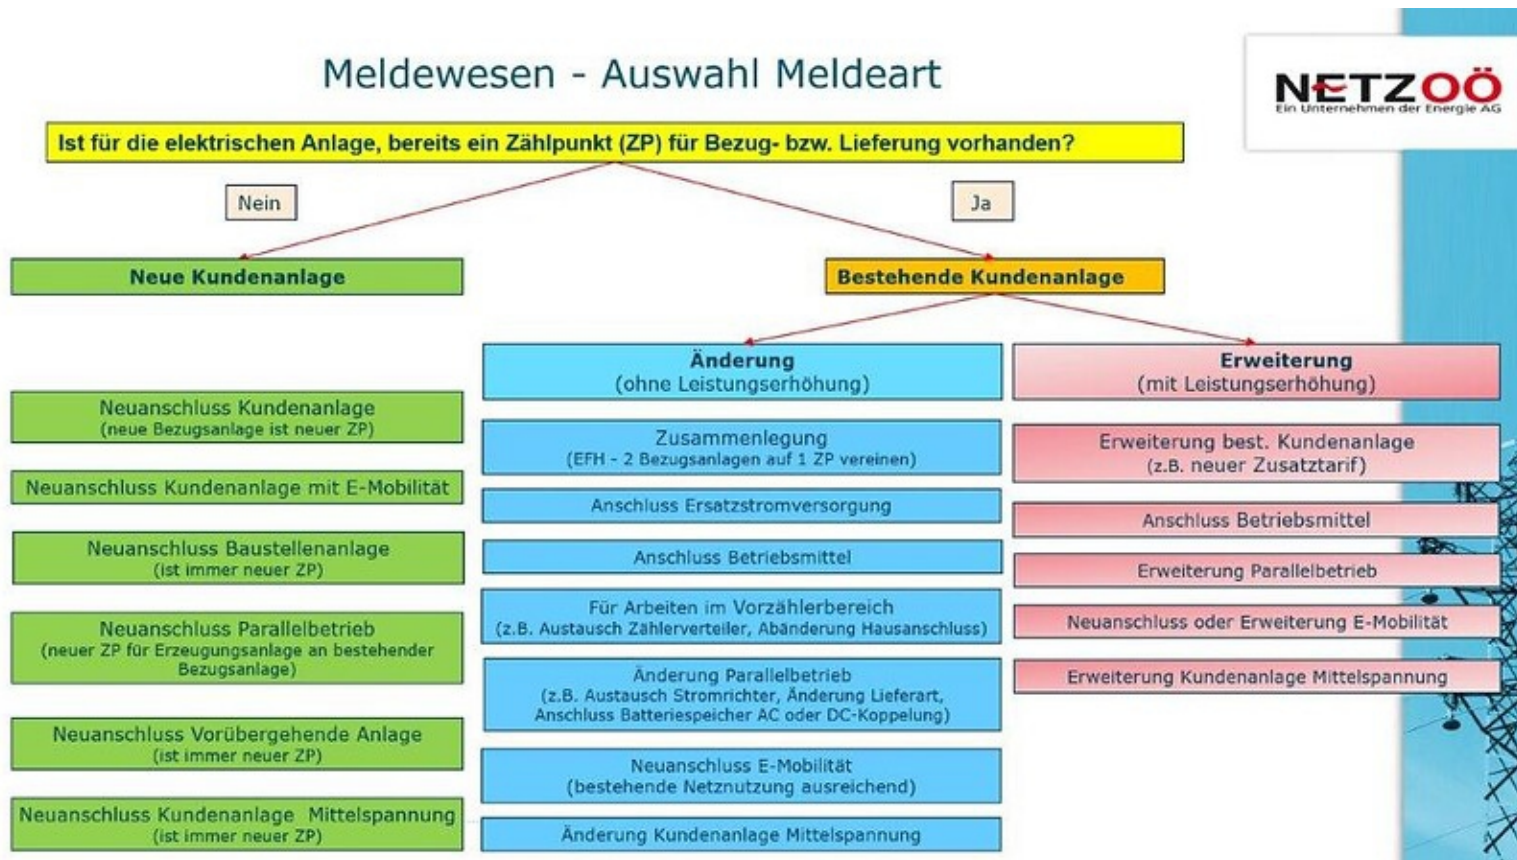 Meldewesen - Auswahl Meldeart
NETZOÖ
Ein Unternehmen der Energie AG
Ist für die elektrischen Anlage, bereits ein Zählpunkt (ZP) für Bezug- bzw. Lieferung vorhanden?
Nein
Ja
Neue Kundenanlage
Bestehende Kundenanlage
Neuanschluss Kundenanlage
(neue Bezugsanlage ist neuer ZP)
Neuanschluss Kundenanlage mit E-Mobilität
Neuanschluss Baustellenanlage
(ist immer neuer ZP)
Neuanschluss Parallelbetrieb
(neuer ZP für Erzeugungsanlage an bestehender
Bezugsanlage)
Neuanschluss Vorübergehende Anlage
(ist immer neuer ZP)
Neuanschluss Kundenanlage Mittelspannung
(ist immer neuer ZP)
Änderung
(ohne Leistungserhöhung)
Zusammenlegung
(EFH - 2 Bezugsanlagen auf 1 ZP vereinen)
Anschluss Ersatzstromversorgung
Anschluss Betriebsmittel
Für Arbeiten im Vorzählerbereich
(z.B. Austausch Zählerverteiler, Abänderung Hausanschluss)
Änderung Parallelbetrieb
(z.B. Austausch Stromrichter, Änderung Lieferart,
Anschluss Batteriespeicher AC oder DC-Koppelung)
Neuanschluss E-Mobilität
(bestehende Netznutzung ausreichend)
Änderung Kundenanlage Mittelspannung
Erweiterung
(mit Leistungserhöhung)
Erweiterung best. Kundenanlage
(z.B. neuer Zusatztarif)
Anschluss Betriebsmittel
Erweiterung Parallelbetrieb
Neuanschluss oder Erweiterung E-Mobilität
Erweiterung Kundenanlage Mittelspannung